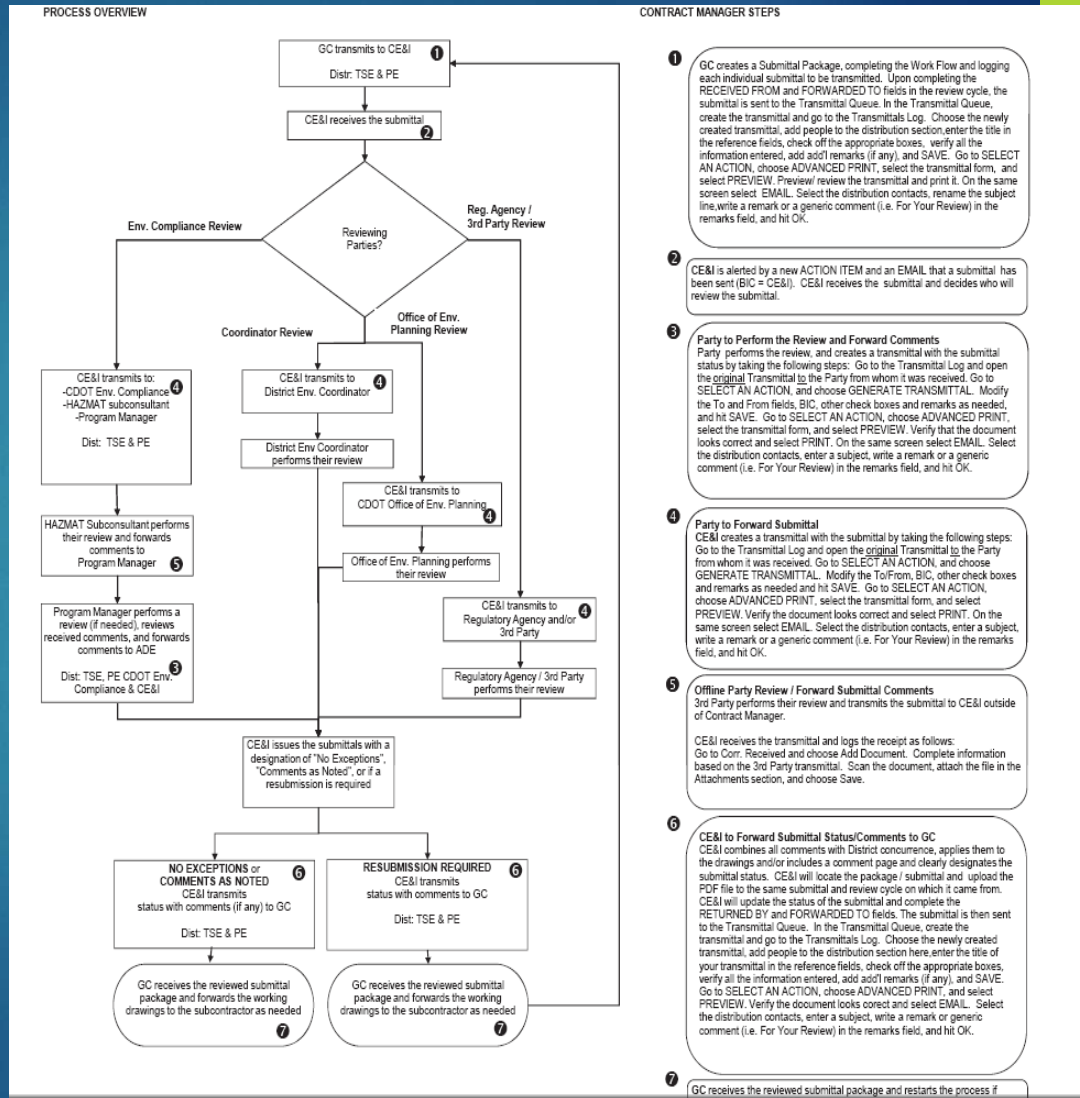 PROCESS OVERVIEW
GC transmits to CE&I
❶
Distr: TSE & PE
CE&I receives the submittal
❷
Reviewing
Parties?
Env. Compliance Review
Reg. Agency /
3rd Party Review
Coordinator Review
Office of Env.
Planning Review
CE&I transmits to:
-CDOT Env. Compliance
❹
-HAZMAT subconsultant
-Program Manager
Dist: TSE & PE
HAZMAT Subconsultant performs
their review and forwards
comments to
Program Manager
❺
Program Manager performs a
review (if needed), reviews
received comments, and forwards
comments to ADE
Dist: TSE, PE CDOT Env.
❸
Compliance & CE&I
CE&I transmits to
District Env. Coordinator
❹
District Env Coordinator
performs their review
CE&I transmits to
CDOT Office of Env. Planning
❹
Office of Env. Planning performs
their review
CE&I transmits to
Regulatory Agency and/or
3rd Party
❹
Regulatory Agency / 3rd Party
performs their review
CE&I issues the submittals with a
designation of "No Exceptions",
"Comments as Noted", or if a
resubmission is required
NO EXCEPTIONS or
COMMENTS AS NOTED
❻
CE&I transmits
status with comments (if any) to GC
Dist: TSE & PE
RESUBMISSION REQUIRED
❻
CE&I transmits
status with comments to GC
Dist: TSE & PE
GC receives the reviewed submittal
package and forwards the working
drawings to the subcontractor as needed
❼
GC receives the reviewed submittal
package and forwards the working
drawings to the subcontractor as needed
❼
CONTRACT MANAGER STEPS
❶
GC creates a Submittal Package, completing the Work Flow and logging
each individual submittal to be transmitted. Upon completing the
RECEIVED FROM and FORWARDED TO fields in the review cycle, the
submittal is sent to the Transmittal Queue. In the Transmittal Queue,
create the transmittal and go to the Transmittals Log. Choose the newly
created transmittal, add people to the distribution section,enter the title in
the reference fields, check off the appropriate boxes, verify all the
information entered, add add'l remarks (if any), and SAVE. Go to SELECT
AN ACTION, choose ADVANCED PRINT, select the transmittal form, and
select PREVIEW. Preview/ review the transmittal and print it. On the same
screen select EMAIL. Select the distribution contacts, rename the subject
line,write a remark or a generic comment (i.e. For Your Review) in the
remarks field, and hit OK.
❷
CE&I is alerted by a new ACTION ITEM and an EMAIL that a submittal has
been sent (BIC = CE&I). CE&I receives the submittal and decides who will
review the submittal.
❸
Party to Perform the Review and Forward Comments
Party performs the review, and creates a transmittal with the submittal
status by taking the following steps: Go to the Transmittal Log and open
the original Transmittal to the Party from whom it was received. Go to
SELECT AN ACTION, and choose GENERATE TRANSMITTAL. Modify
the To and From fields, BIC, other check boxes and remarks as needed,
and hit SAVE. Go to SELECT AN ACTION, choose ADVANCED PRINT,
select the transmittal form, and select PREVIEW. Verify that the document
looks correct and select PRINT. On the same screen select EMAIL. Select
the distribution contacts, enter a subject, write a remark or a generic
comment (i.e. For Your Review) in the remarks field, and hit OK.
❹
Party to Forward Submittal
CE&I creates a transmittal with the submittal by taking the following steps:
Go to the Transmittal Log and open the original Transmittal to the Party
from whom it was received. Go to SELECT AN ACTION, and choose
GENERATE TRANSMITTAL. Modify the To/From, BIC, other check boxes
and remarks as needed and hit SAVE. Go to SELECT AN ACTION,
choose ADVANCED PRINT, select the transmittal form, and select
PREVIEW. Verify the document looks correct and select PRINT. On the
same screen select EMAIL. Select the distribution contacts, enter a subject,
write a remark or a generic comment (i.e. For Your Review) in the remarks
field, and hit OK.
❺
Offline Party Review / Forward Submittal Comments
3rd Party performs their review and transmits the submittal to CE&I outside
of Contract Manager.
CE&I receives the transmittal and logs the receipt as follows:
Go to Corr. Received and choose Add Document. Complete information
based on the 3rd Party transmittal. Scan the document, attach the file in the
Attachments section, and choose Save.
❻
CE&I to Forward Submittal Status/Comments to GC
CE&I combines all comments with District concurrence, applies them to
the drawings and/or includes a comment page and clearly designates the
submittal status. CE&I will locate the package / submittal and upload the
PDF file to the same submittal and review cycle on which it came from.
CE&I will update the status of the submittal and complete the
RETURNED BY and FORWARDED TO fields. The submittal is then sent
to the Transmittal Queue. In the Transmittal Queue, create the
transmittal and go to the Transmittals Log. Choose the newly created
transmittal, add people to the distribution section here,enter the title of
your transmittal in the reference fields, check off the appropriate boxes,
verify all the information entered, add add'l remarks (if any), and SAVE.
Go to SELECT AN ACTION, choose ADVANCED PRINT, and select
PREVIEW. Verify the document looks corect and select EMAIL. Select
the distribution contacts, enter a subject, write a remark or generic
comment (i.e. For Your Review) in the remarks field, and hit OK.
❼
GC receives the reviewed submittal package and restarts the process if